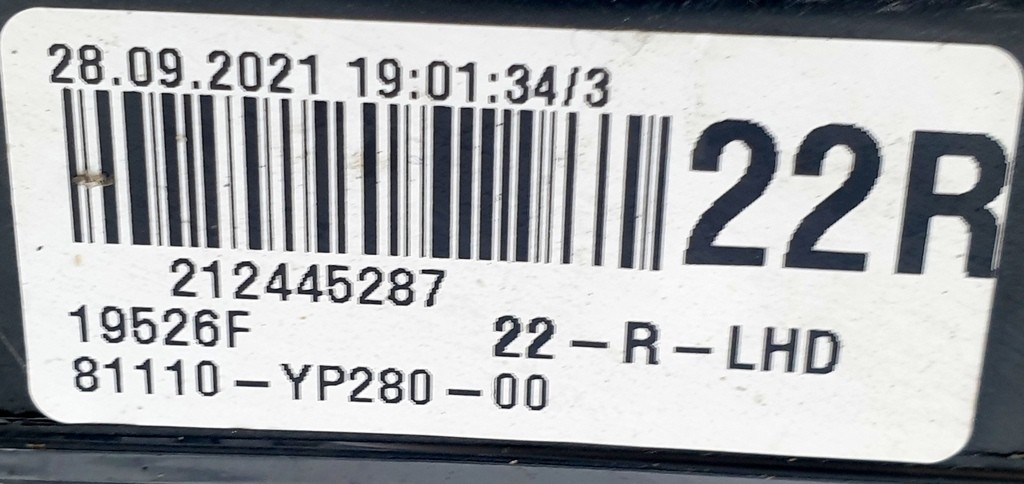 28.09.2021 19:01:34/3
22R
212445287
19526F 22-R-LHD
81110-YP280-00